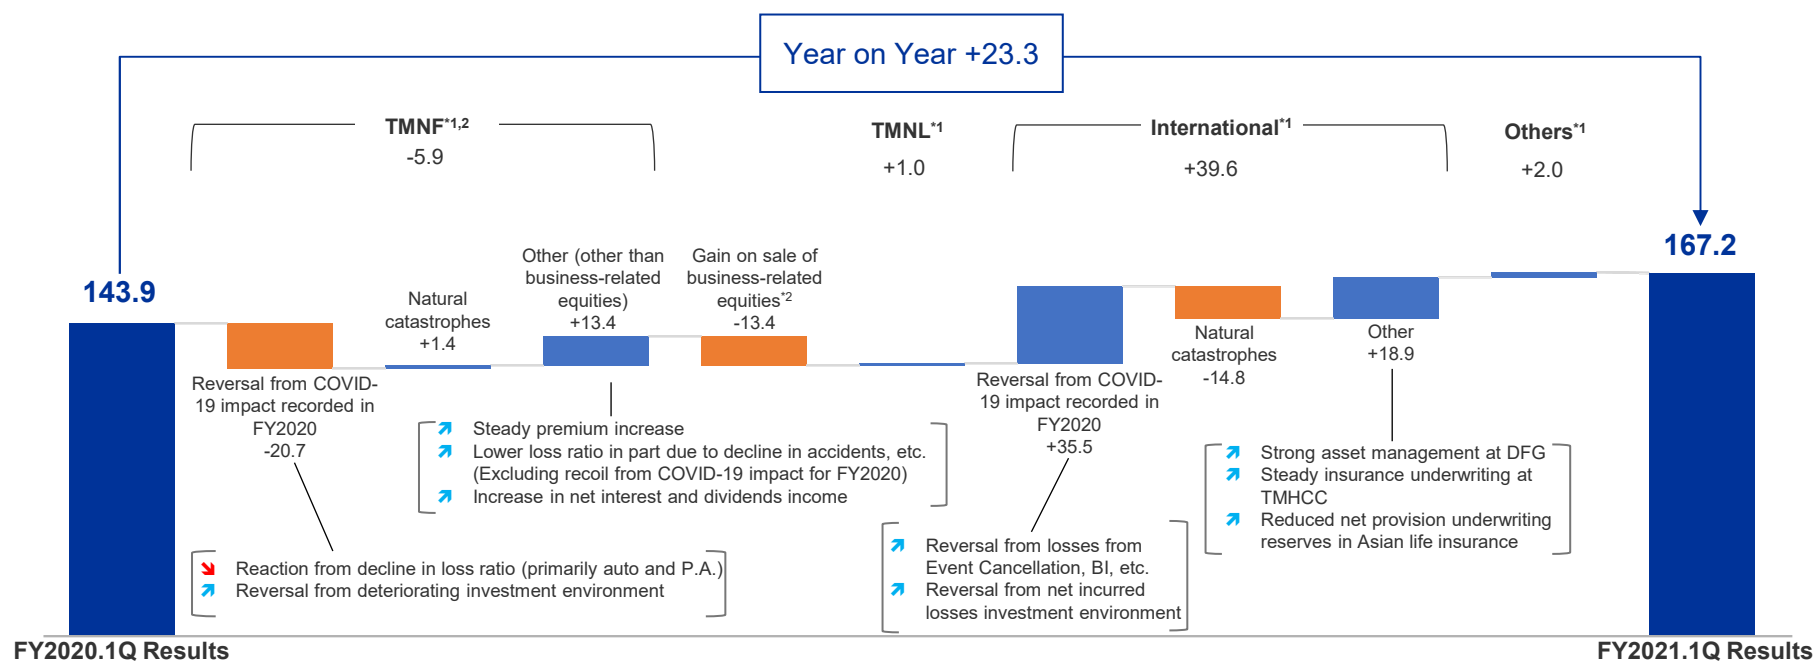 Year on Year +23.3
TMNF*1,2
-5.9
TMNL*1
+1.0
International*1
+39.6
Others*1
+2.0
143.9
167.2
Reversal from COVID-
19 impact recorded in
FY2020
-20.7
Natural
catastrophes
+1.4
Other (other than
business-related
equities)
+13.4
Gain on sale of
business-related
equities*2
-13.4
Reversal from COVID-
19 impact recorded in
FY2020
+35.5
Natural
catastrophes
-14.8
Other
+18.9
Steady premium increase
Lower loss ratio in part due to decline in accidents, etc.
(Excluding recoil from COVID-19 impact for FY2020)
Increase in net interest and dividends income
Strong asset management at DFG
Steady insurance underwriting at
TMHCC
Reduced net provision underwriting
reserves in Asian life insurance
Reaction from decline in loss ratio (primarily auto and P.A.)
Reversal from deteriorating investment environment
Reversal from losses from
Event Cancellation, BI, etc.
Reversal from net incurred
losses investment environment
FY2020.1Q Results
FY2021.1Q Results